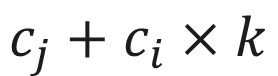 c_j + c_i × k